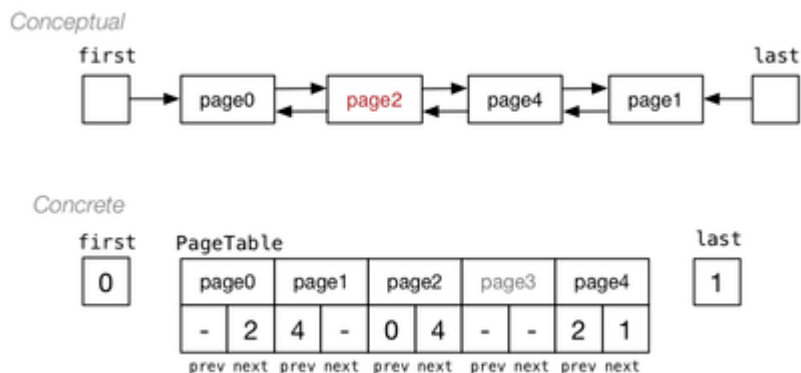 Conceptual
first last
page0 page2 page4 page1
Concrete
first PageTable last
0 page0 page1 page2 page3 page4 1
- 2 4 - 0 4 - - 2 1
prev next prev next prev next prev next prev next